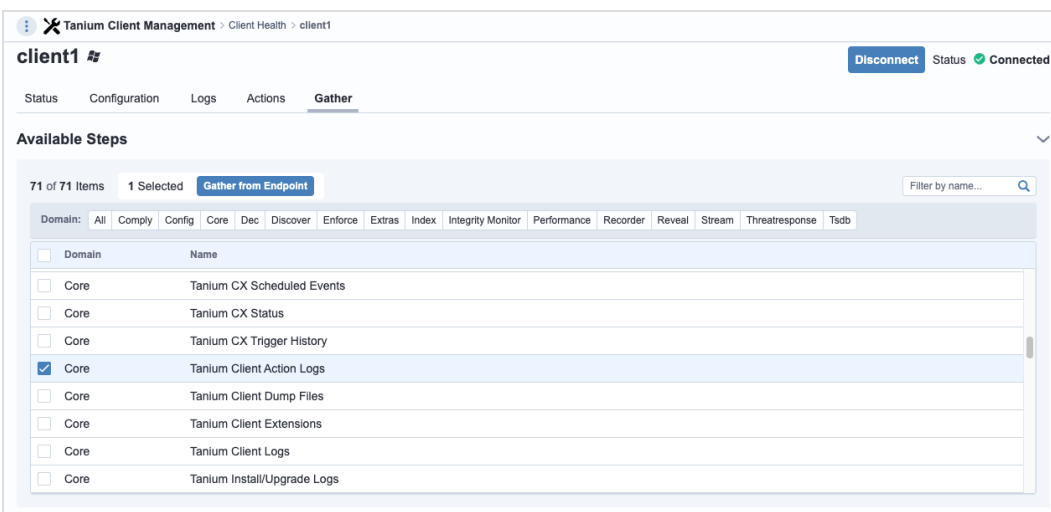 Tanium Client Management > Client Health > client1
client1
Disconnect Status Connected
Status Configuration Logs Actions Gather
Available Steps
71 of 71 Items 1 Selected Gather from Endpoint Filter by name...
Domain: All Comply Config Core Dec Discover Enforce Extras Index Integrity Monitor Performance Recorder Reveal Stream Threatresponse Tsdb
Domain Name
Core Tanium CX Scheduled Events
Core Tanium CX Status
Core Tanium CX Trigger History
Core Tanium Client Action Logs
Core Tanium Client Dump Files
Core Tanium Client Extensions
Core Tanium Client Logs
Core Tanium Install/Upgrade Logs